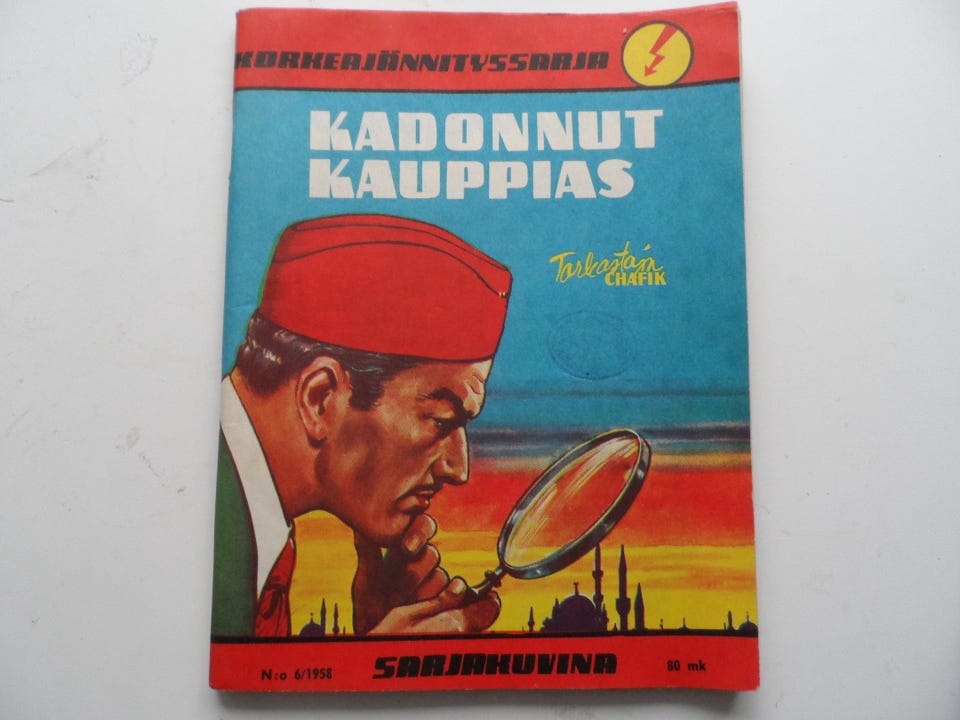 KORKEAJÄNNITYSSARJA
KADONNUT
KAUPPIAS
Tarkastaja
CHAFIK
N:o 6/1958
SARJAKUVINA
80 mk